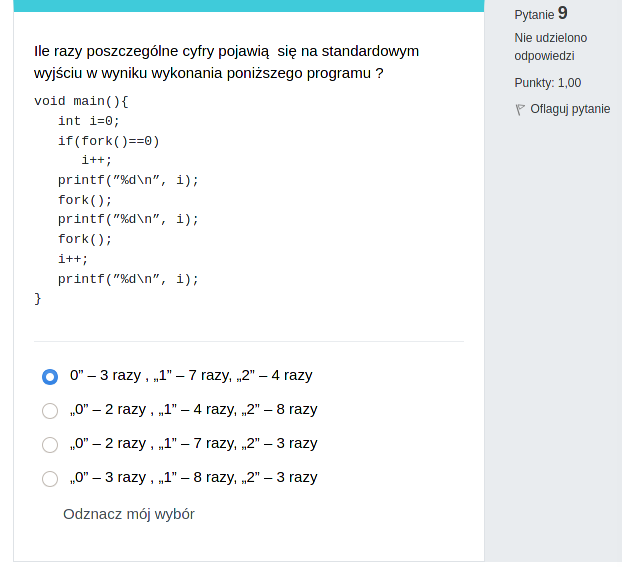 Ile razy poszczególne cyfry pojawią  się na standardowym
wyjściu w wyniku wykonania poniższego programu ?
void main(){
   int i=0;
   if(fork()==0)
      i++;
   printf(”%d\n”, i);
   fork();
   printf(”%d\n”, i);
   fork();
   i++;
   printf(”%d\n”, i);
}
0” – 3 razy , „1” – 7 razy, „2” – 4 razy
„0” – 2 razy , „1” – 4 razy, „2” – 8 razy
„0” – 2 razy , „1” – 7 razy, „2” – 3 razy
„0” – 3 razy , „1” – 8 razy, „2” – 3 razy
Odznacz mój wybór
Pytanie 9
Nie udzielono
odpowiedzi
Punkty: 1,00
Oflaguj pytanie